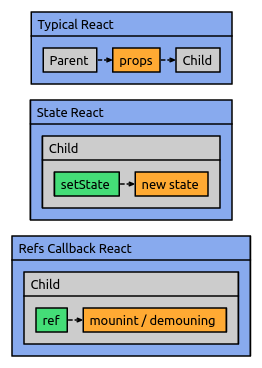 Typical React
Parent props Child
State React
Child
setState new state
Refs Callback React
Child
ref mounint / demouning